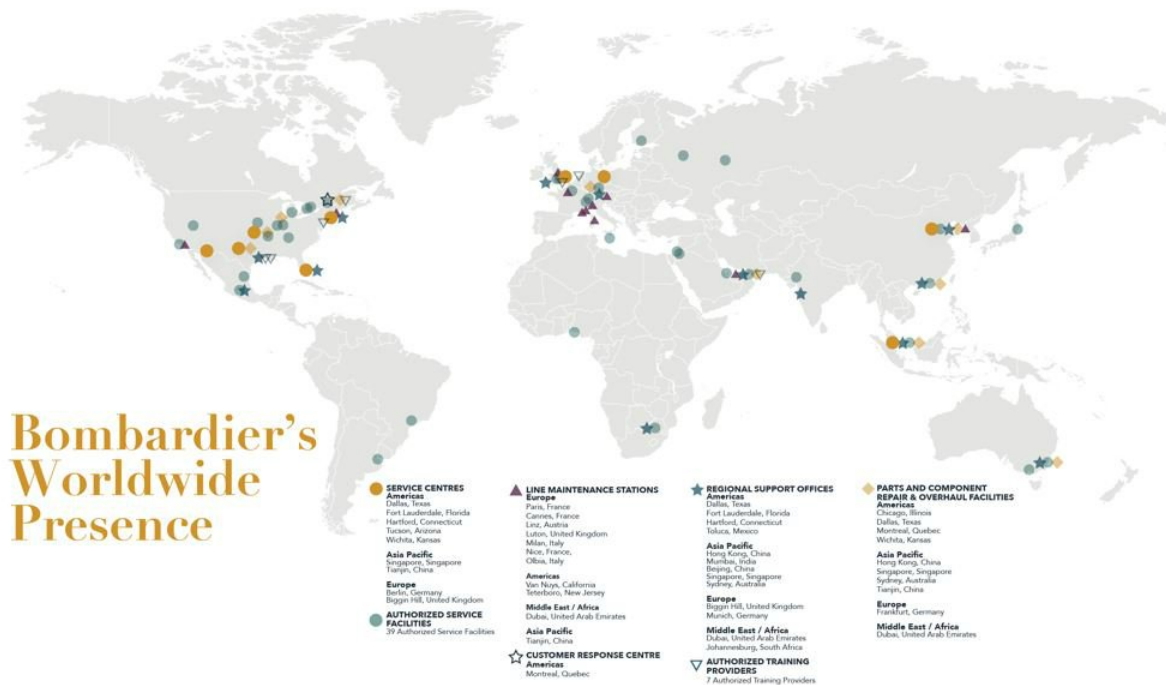 Bombardier's
Worldwide
Presence
SERVICE CENTRES
Americas
Dallas, Texas
Fort Lauderdale, Florida
Hartford, Connecticut
Tucson, Arizona
Wichita, Kansas
Asia Pacific
Singapore, Singapore
Tianjin, China
Europe
Berlin, Germany
Biggin Hill, United Kingdom
AUTHORIZED SERVICE
FACILITIES
39 Authorized Service Facilities
LINE MAINTENANCE STATIONS
Europe
Paris, France
Cannes, France
Linz, Austria
Luton, United Kingdom
Milan, Italy
Nice, France,
Olbia, Italy
Americas
Van Nuys, California
Teterboro, New Jersey
Middle East / Africa
Dubai, United Arab Emirates
Asia Pacific
Tianjin, China
CUSTOMER RESPONSE CENTRE
Americas
Montreal, Quebec
REGIONAL SUPPORT OFFICES
Americas
Dallas, Texas
Fort Lauderdale, Florida
Hartford, Connecticut
Toluca, Mexico
Asia Pacific
Hong Kong, China
Mumbai, India
Beijing, China
Singapore, Singapore
Sydney, Australia
Europe
Biggin Hill, United Kingdom
Munich, Germany
Middle East / Africa
Dubai, United Arab Emirates
Johannesburg, South Africa
AUTHORIZED TRAINING
PROVIDERS
7 Authorized Training Providers
PARTS AND COMPONENT
REPAIR & OVERHAUL FACILITIES
Americas
Chicago, Illinois
Dallas, Texas
Montreal, Quebec
Wichita, Kansas
Asia Pacific
Hong Kong, China
Singapore, Singapore
Sydney, Australia
Tianjin, China
Europe
Frankfurt, Germany
Middle East / Africa
Dubai, United Arab Emirates